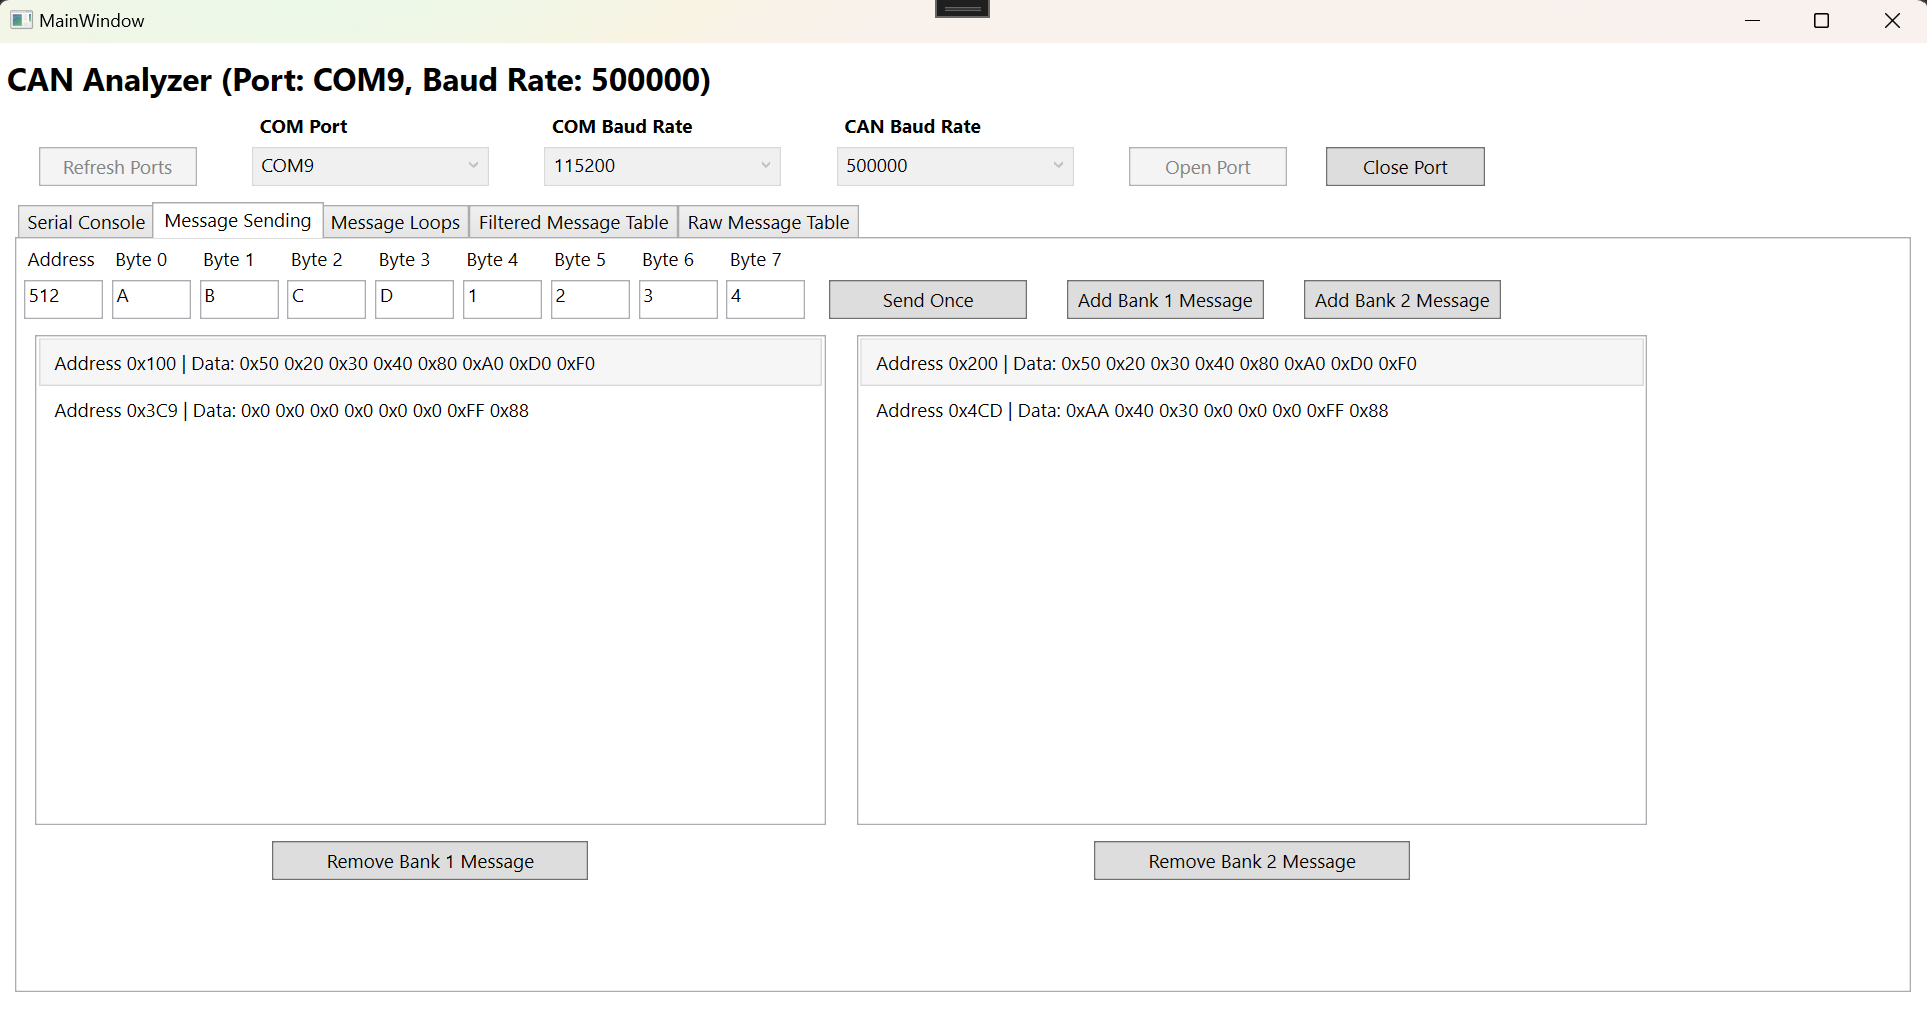 MainWindow
CAN Analyzer (Port: COM9, Baud Rate: 500000)
COM Port COM Baud Rate CAN Baud Rate
Refresh Ports COM9 115200 500000 Open Port Close Port
Serial Console Message Sending Message Loops Filtered Message Table Raw Message Table
Address Byte 0 Byte 1 Byte 2 Byte 3 Byte 4 Byte 5 Byte 6 Byte 7
512 A B C D 1 2 3 4 Send Once Add Bank 1 Message Add Bank 2 Message
Address 0x100 | Data: 0x50 0x20 0x30 0x40 0x80 0xA0 0xD0 0xF0
Address 0x3C9 | Data: 0x0 0x0 0x0 0x0 0x0 0x0 0xFF 0x88
Address 0x200 | Data: 0x50 0x20 0x30 0x40 0x80 0xA0 0xD0 0xF0
Address 0x4CD | Data: 0xAA 0x40 0x30 0x0 0x0 0x0 0xFF 0x88
Remove Bank 1 Message Remove Bank 2 Message